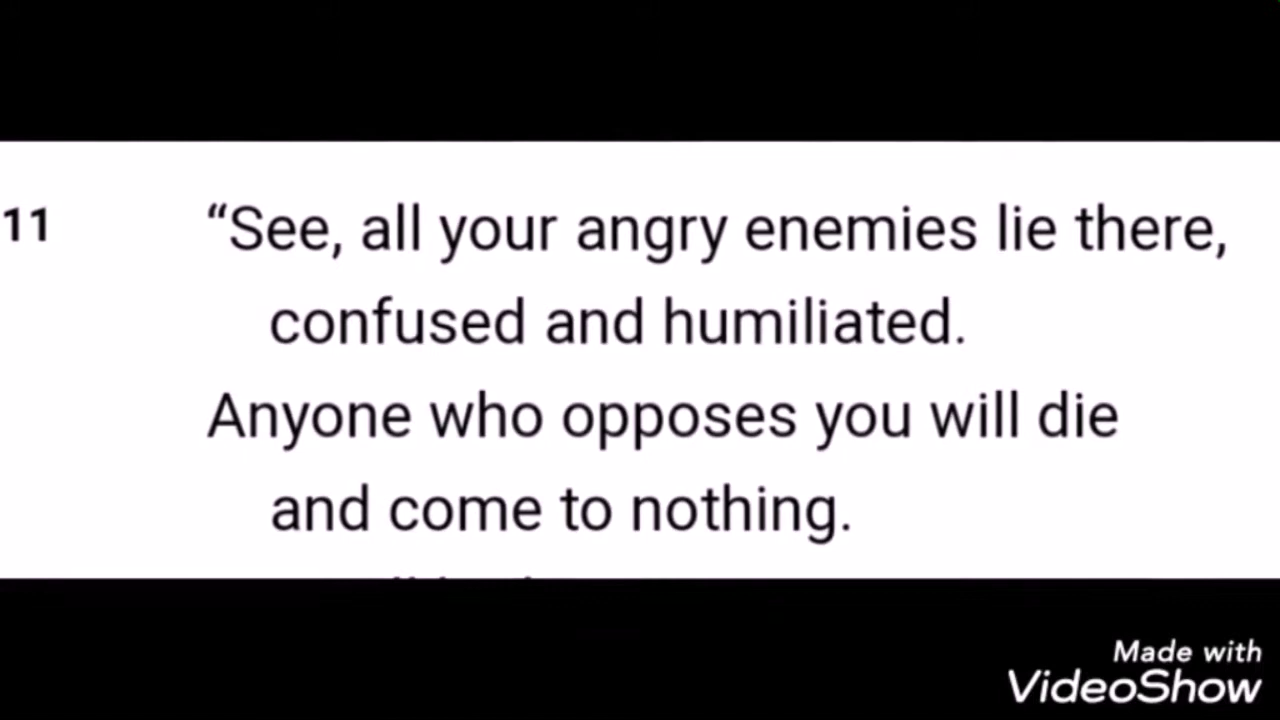 11 “See, all your angry enemies lie there,
confused and humiliated.
Anyone who opposes you will die
and come to nothing.
Made with
VideoShow